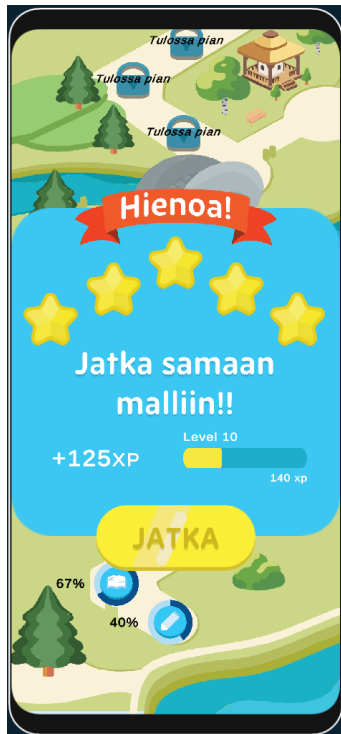 Tulossa pian
Tulossa pian
Tulossa pian
Hienoa!
Jatka samaan
malliin!!
Level 10
+125XP
140 xp
JATKA
67%
40%